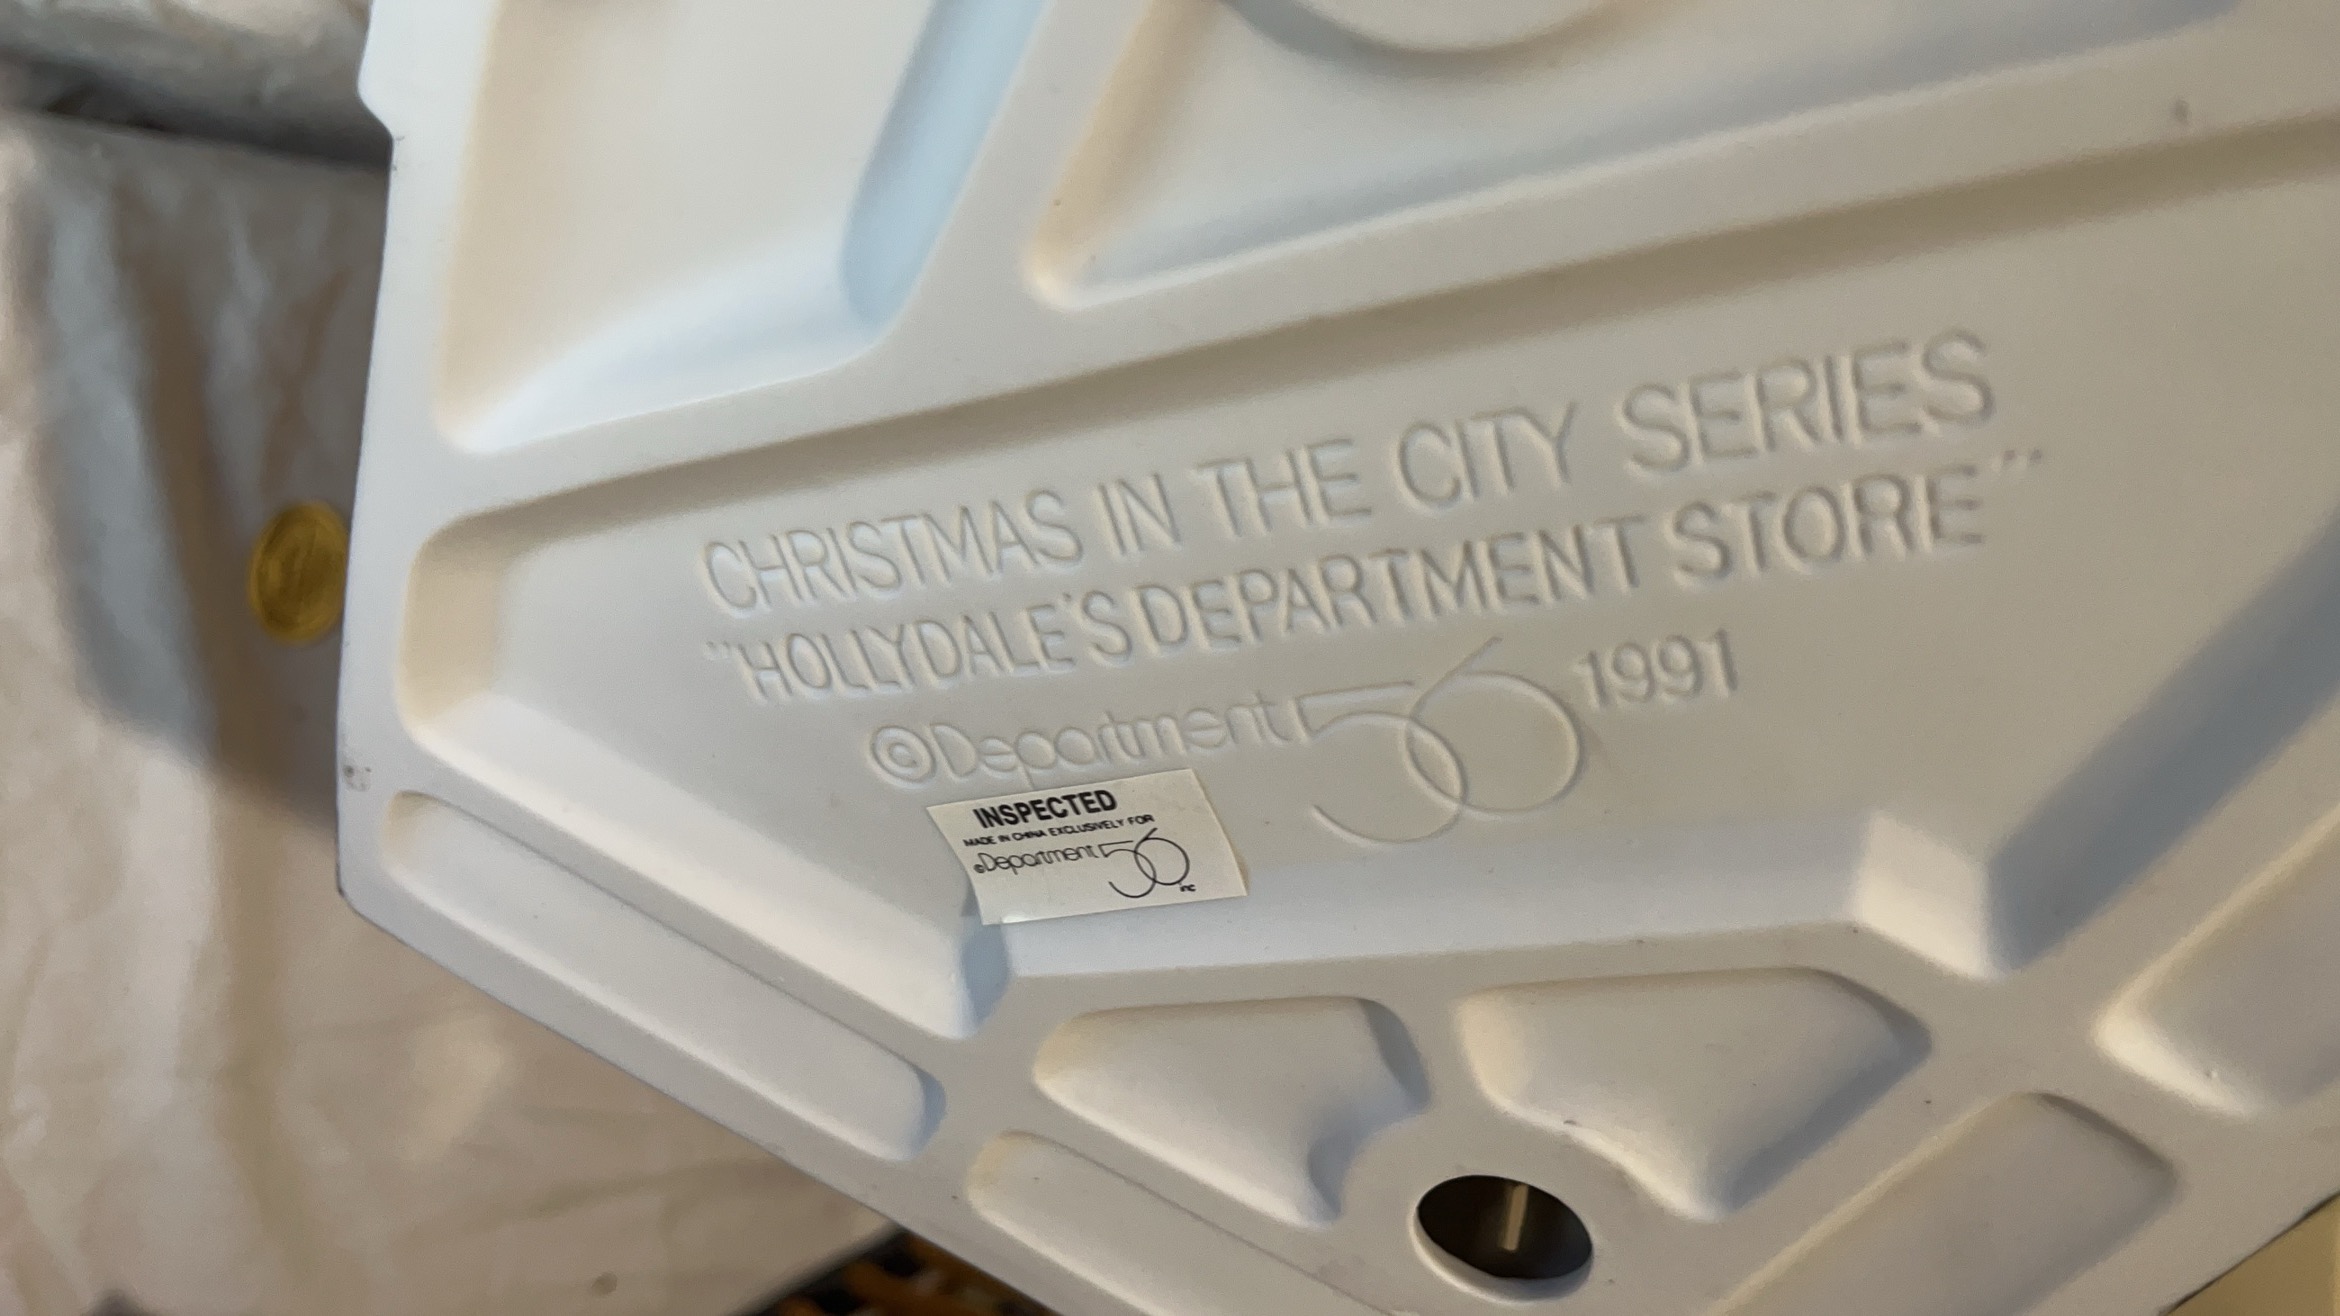 CHRISTMAS IN THE CITY SERIES
"HOLLYDALE'S DEPARTMENT STORE"
©Department 56 1991
INSPECTED
MADE IN CHINA EXCLUSIVELY FOR
©Department 56
inc